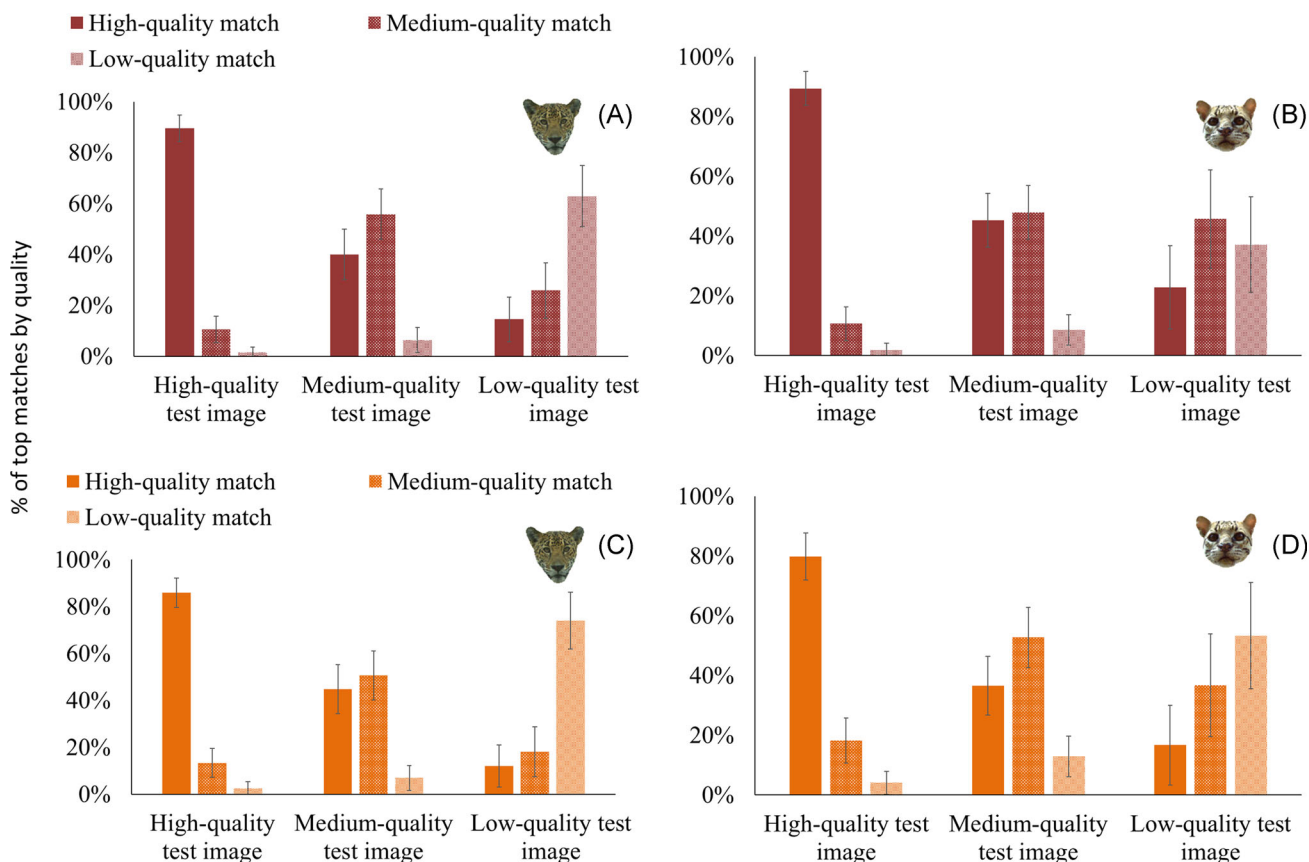 High-quality match
Medium-quality match
Low-quality match
% of top matches by quality
(A)
100%
80%
60%
40%
20%
0%
High-quality
test image
Medium-quality
test image
Low-quality test
image
(B)
100%
80%
60%
40%
20%
0%
High-quality test
image
Medium-quality
test image
Low-quality test
image
High-quality match
Medium-quality match
Low-quality match
(C)
100%
80%
60%
40%
20%
0%
High-quality
test image
Medium-quality
test image
Low-quality test
image
(D)
100%
80%
60%
40%
20%
0%
High-quality test
image
Medium-quality
test image
Low-quality test
image